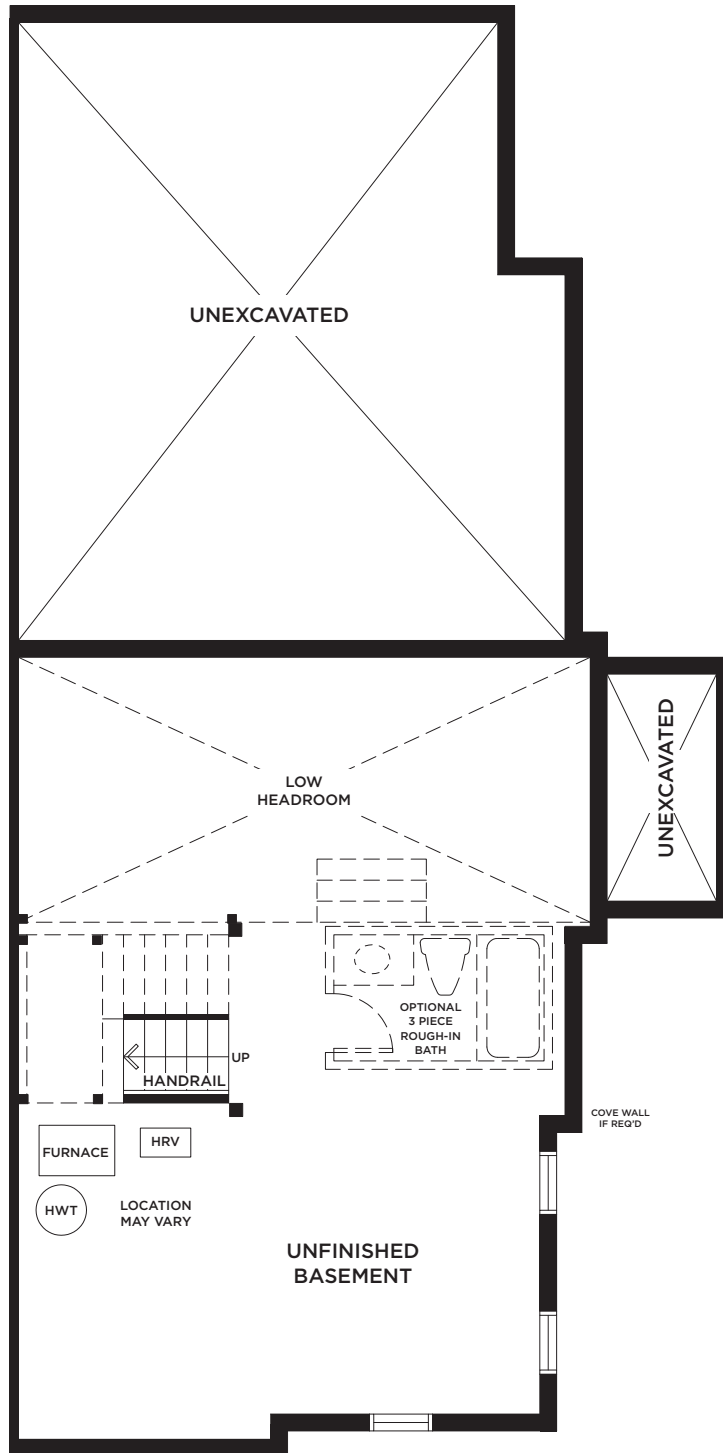 UNEXCAVATED
LOW
HEADROOM
UNEXCAVATED
OPTIONAL
3 PIECE
ROUGH-IN
BATH
UP
HANDRAIL
COVE WALL
IF REQ'D
FURNACE
HRV
HWT
LOCATION
MAY VARY
UNFINISHED
BASEMENT